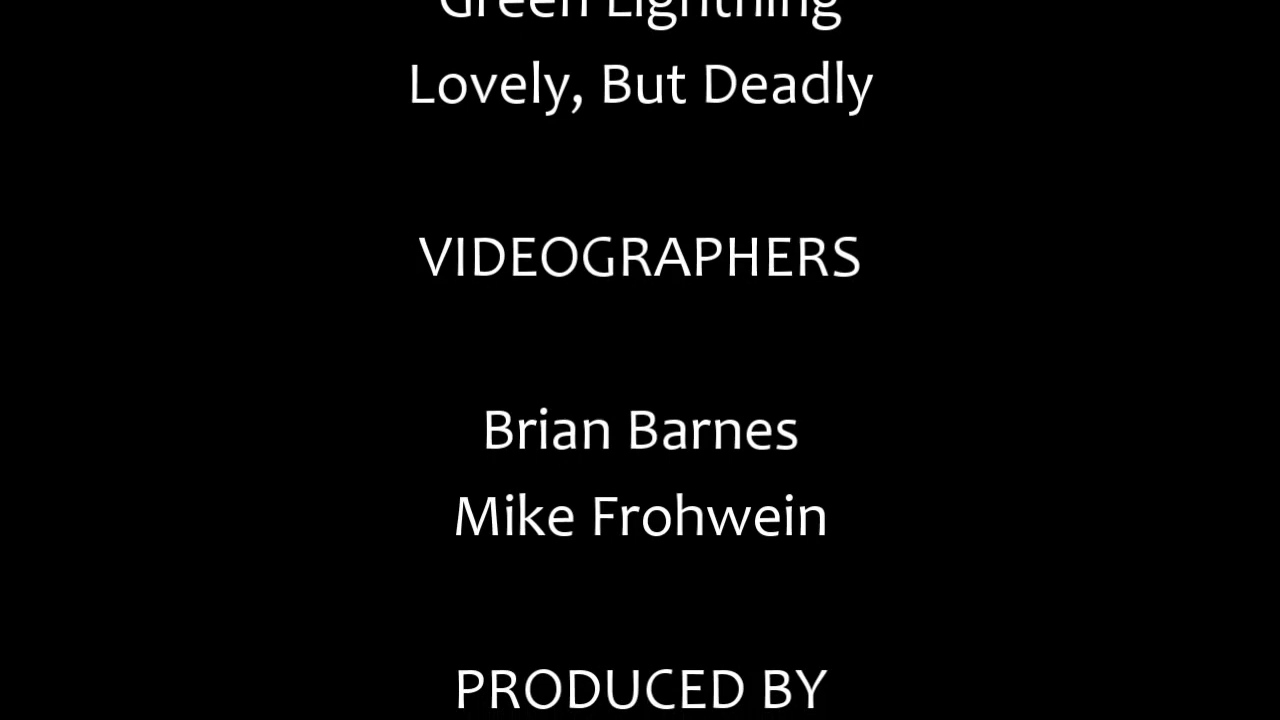 Green Lightning
Lovely, But Deadly
VIDEOGRAPHERS
Brian Barnes
Mike Frohwein
PRODUCED BY